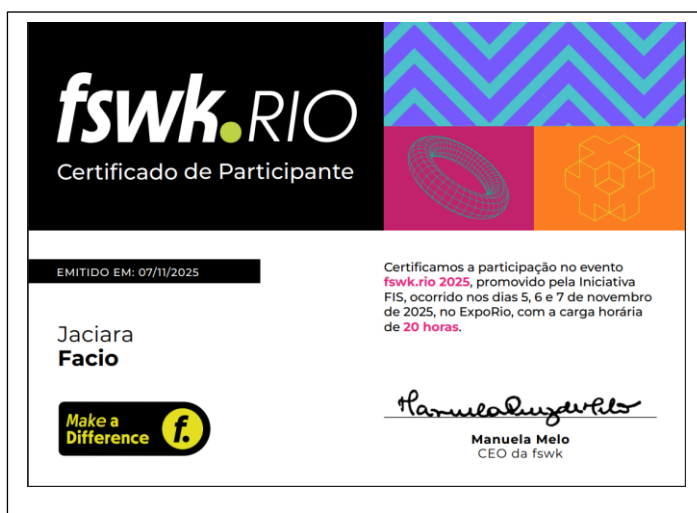 fswk.RIO
Certificado de Participante
EMITIDO EM: 07/11/2025
Jaciara
Facio
Make a
Difference
f.
Certificamos a participação no evento
fswk.rio 2025, promovido pela Iniciativa
FIS, ocorrido nos dias 5, 6 e 7 de novembro
de 2025, no ExpoRio, com a carga horária
de 20 horas.
Manuela Melo
CEO da fswk